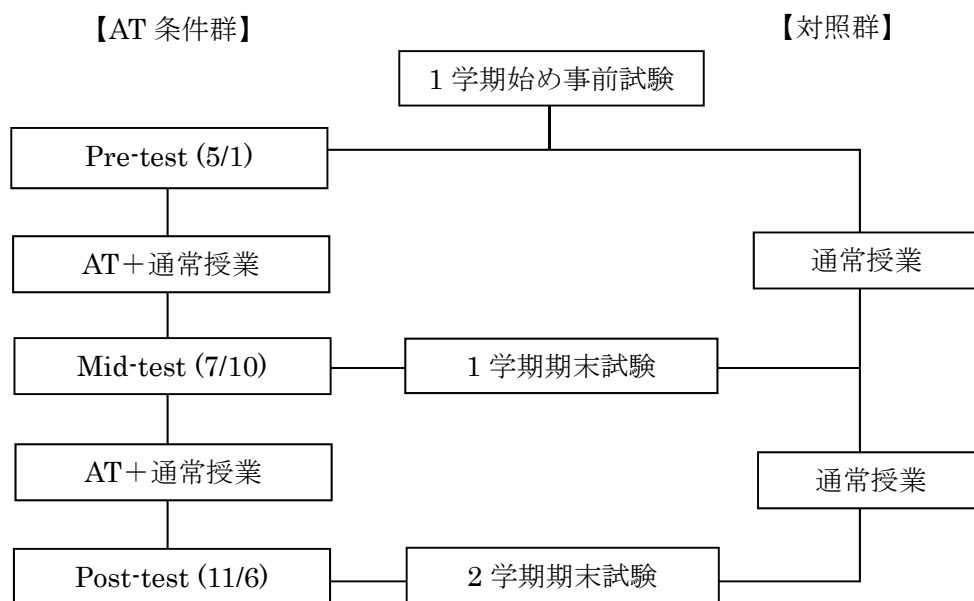 【AT 条件群】
【対照群】
1 学期始め事前試験
Pre-test (5/1)
AT＋通常授業
通常授業
Mid-test (7/10)
1 学期期末試験
AT＋通常授業
通常授業
Post-test (11/6)
2 学期期末試験